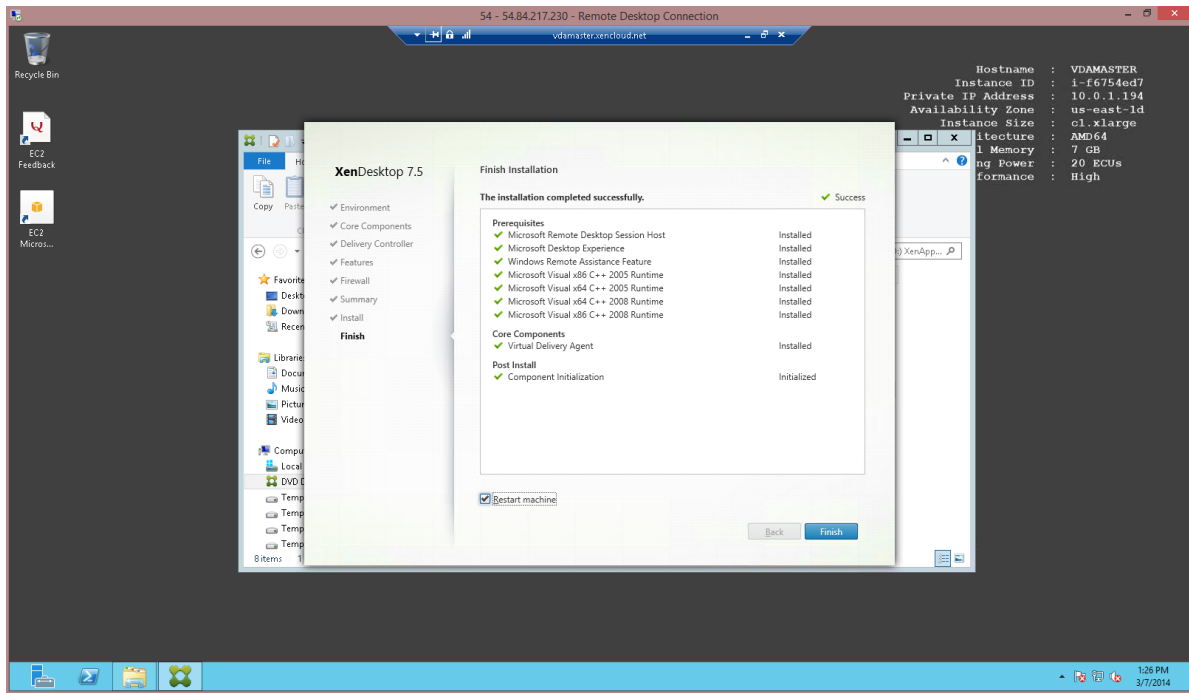 54 - 54.84.217.230 - Remote Desktop Connection
vdamaster.xencloud.net
Recycle Bin
EC2
Feedback
EC2
Micros...
Hostname : VDAMASTER
Instance ID : i-f6754ed7
Private IP Address : 10.0.1.194
Availability Zone : us-east-1d
Instance Size : c1.xlarge
itecture : AMD64
l Memory : 7 GB
ng Power : 20 ECUs
formance : High
File
Copy Paste
XenApp...
Favorite
Deskt
Down
Recen
Librarie
Docu
Music
Pictur
Video
Compu
Local
DVD D
Temp
Temp
Temp
Temp
8 items 1
XenDesktop 7.5
Environment
Core Components
Delivery Controller
Features
Firewall
Summary
Install
Finish
Finish Installation
The installation completed successfully. Success
Prerequisites
Microsoft Remote Desktop Session Host Installed
Microsoft Desktop Experience Installed
Windows Remote Assistance Feature Installed
Microsoft Visual x86 C++ 2005 Runtime Installed
Microsoft Visual x64 C++ 2005 Runtime Installed
Microsoft Visual x64 C++ 2008 Runtime Installed
Microsoft Visual x86 C++ 2008 Runtime Installed
Core Components
Virtual Delivery Agent Installed
Post Install
Component Initialization Initialized
Restart machine
Back Finish
1:26 PM
3/7/2014